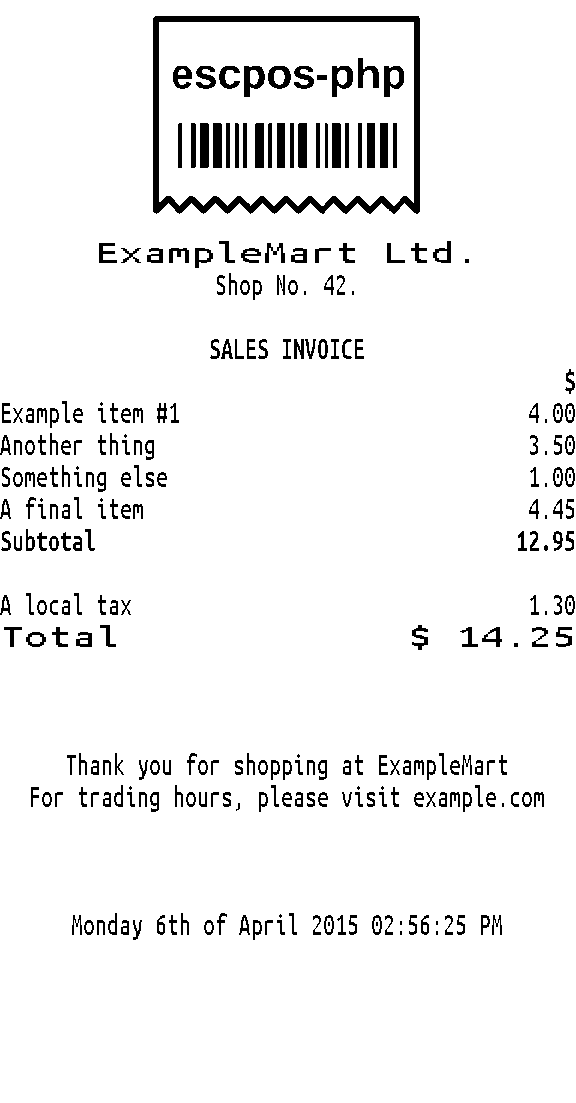 escpos-php
ExampleMart Ltd.
Shop No. 42.
SALES INVOICE
$
Example item #1 4.00
Another thing 3.50
Something else 1.00
A final item 4.45
Subtotal 12.95
A local tax 1.30
Total $ 14.25
Thank you for shopping at ExampleMart
For trading hours, please visit example.com
Monday 6th of April 2015 02:56:25 PM